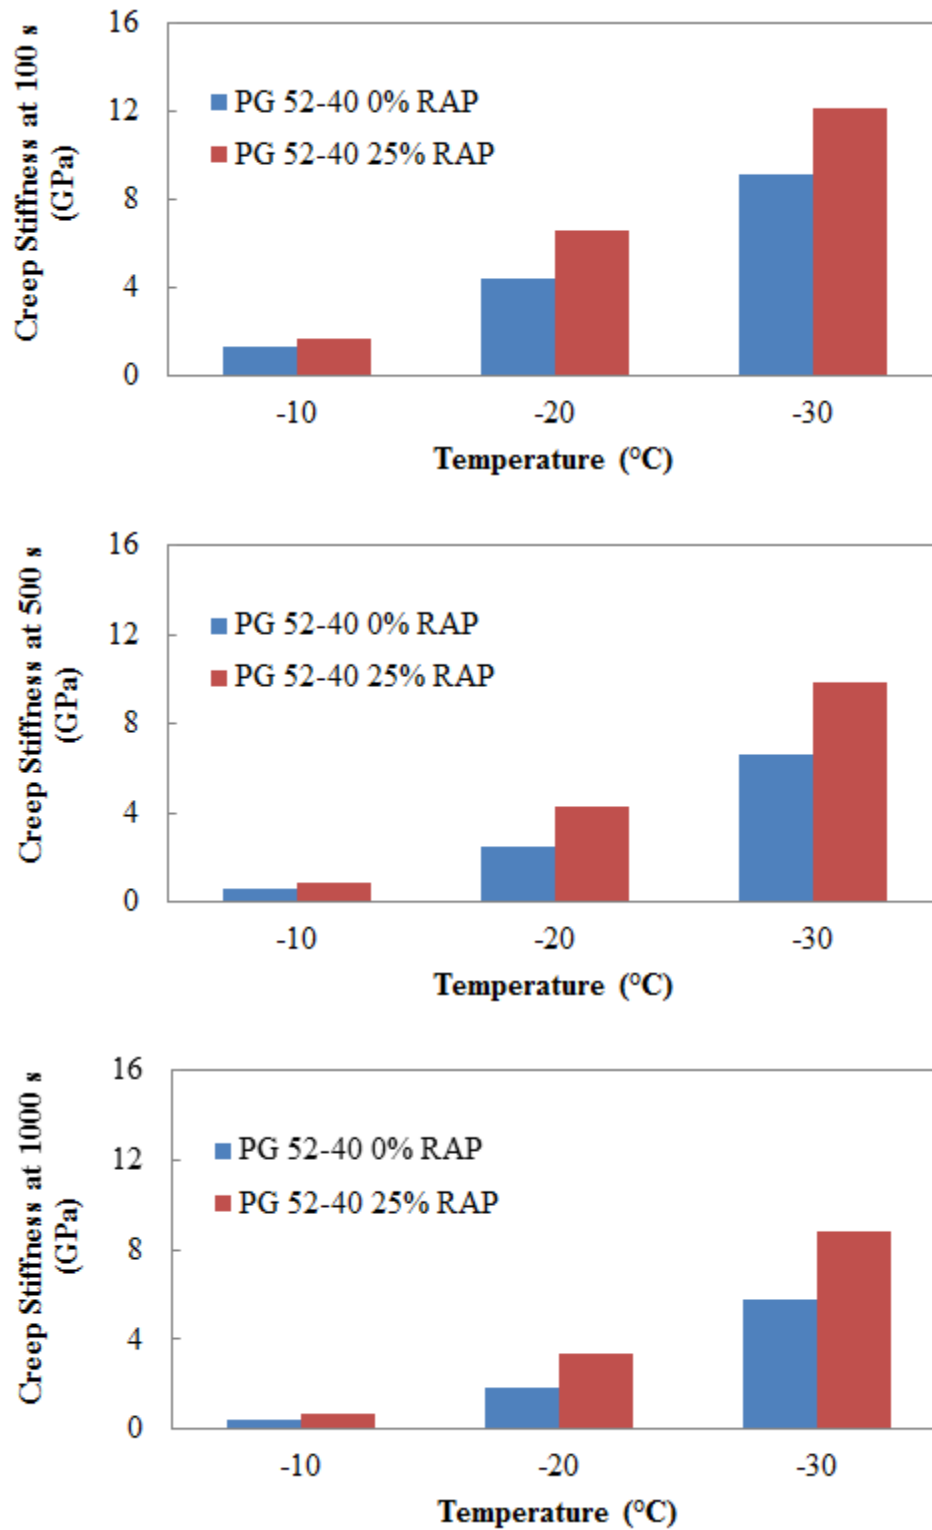 Creep Stiffness at 100 s
(GPa)
16
12
8
4
0
PG 52-40 0% RAP
PG 52-40 25% RAP
-10
-20
-30
Temperature (°C)
Creep Stiffness at 500 s
(GPa)
16
12
8
4
0
PG 52-40 0% RAP
PG 52-40 25% RAP
-10
-20
-30
Temperature (°C)
Creep Stiffness at 1000 s
(GPa)
16
12
8
4
0
PG 52-40 0% RAP
PG 52-40 25% RAP
-10
-20
-30
Temperature (°C)